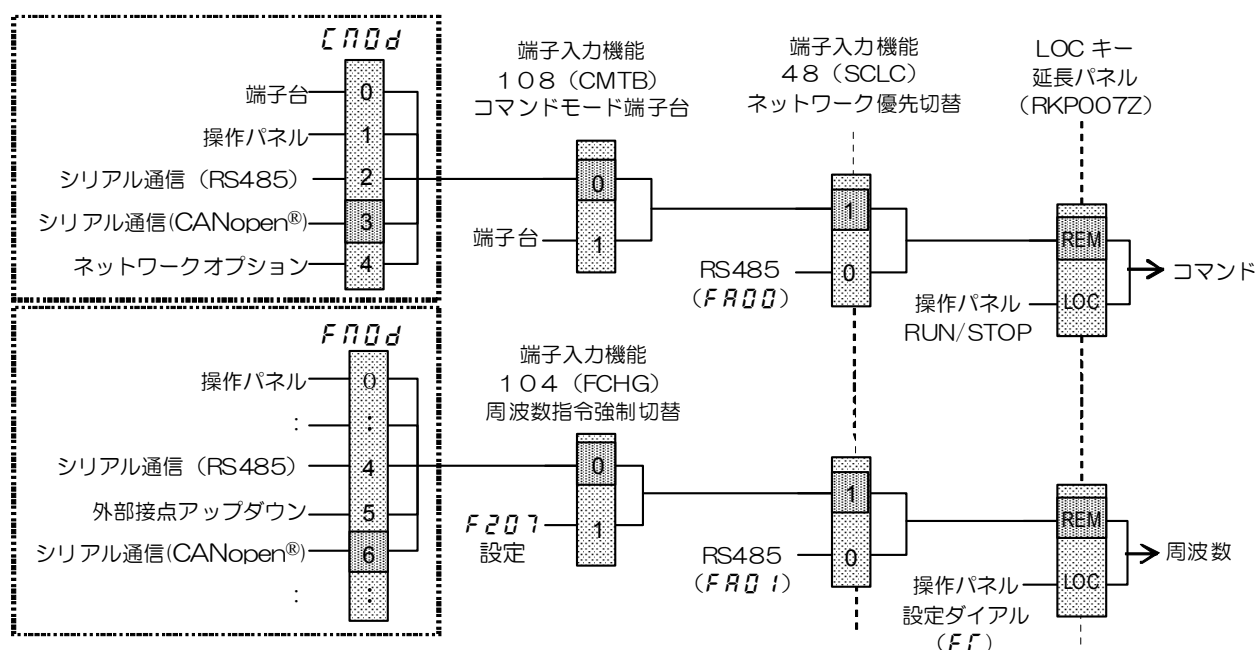 CMOd
端子台 0
操作パネル 1
シリアル通信(RS485) 2
シリアル通信(CANopen®) 3
ネットワークオプション 4
端子入力機能
108(CMTB)
コマンドモード端子台
0
端子台 1
端子入力機能
48(SCLC)
ネットワーク優先切替
1
RS485 0
(FA00)
LOC キー
延長パネル
(RKP007Z)
REM
操作パネル LOC
RUN/STOP
コマンド
FMOd
操作パネル 0
: :
シリアル通信(RS485) 4
外部接点アップダウン 5
シリアル通信(CANopen®) 6
: :
端子入力機能
104(FCHG)
周波数指令強制切替
0
F207 1
設定
1
RS485 0
(FA01)
REM
操作パネル LOC
設定ダイアル
(FC)
周波数